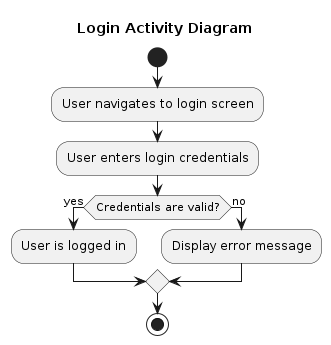 Login Activity Diagram
User navigates to login screen
User enters login credentials
yes
Credentials are valid?
no
User is logged in
Display error message